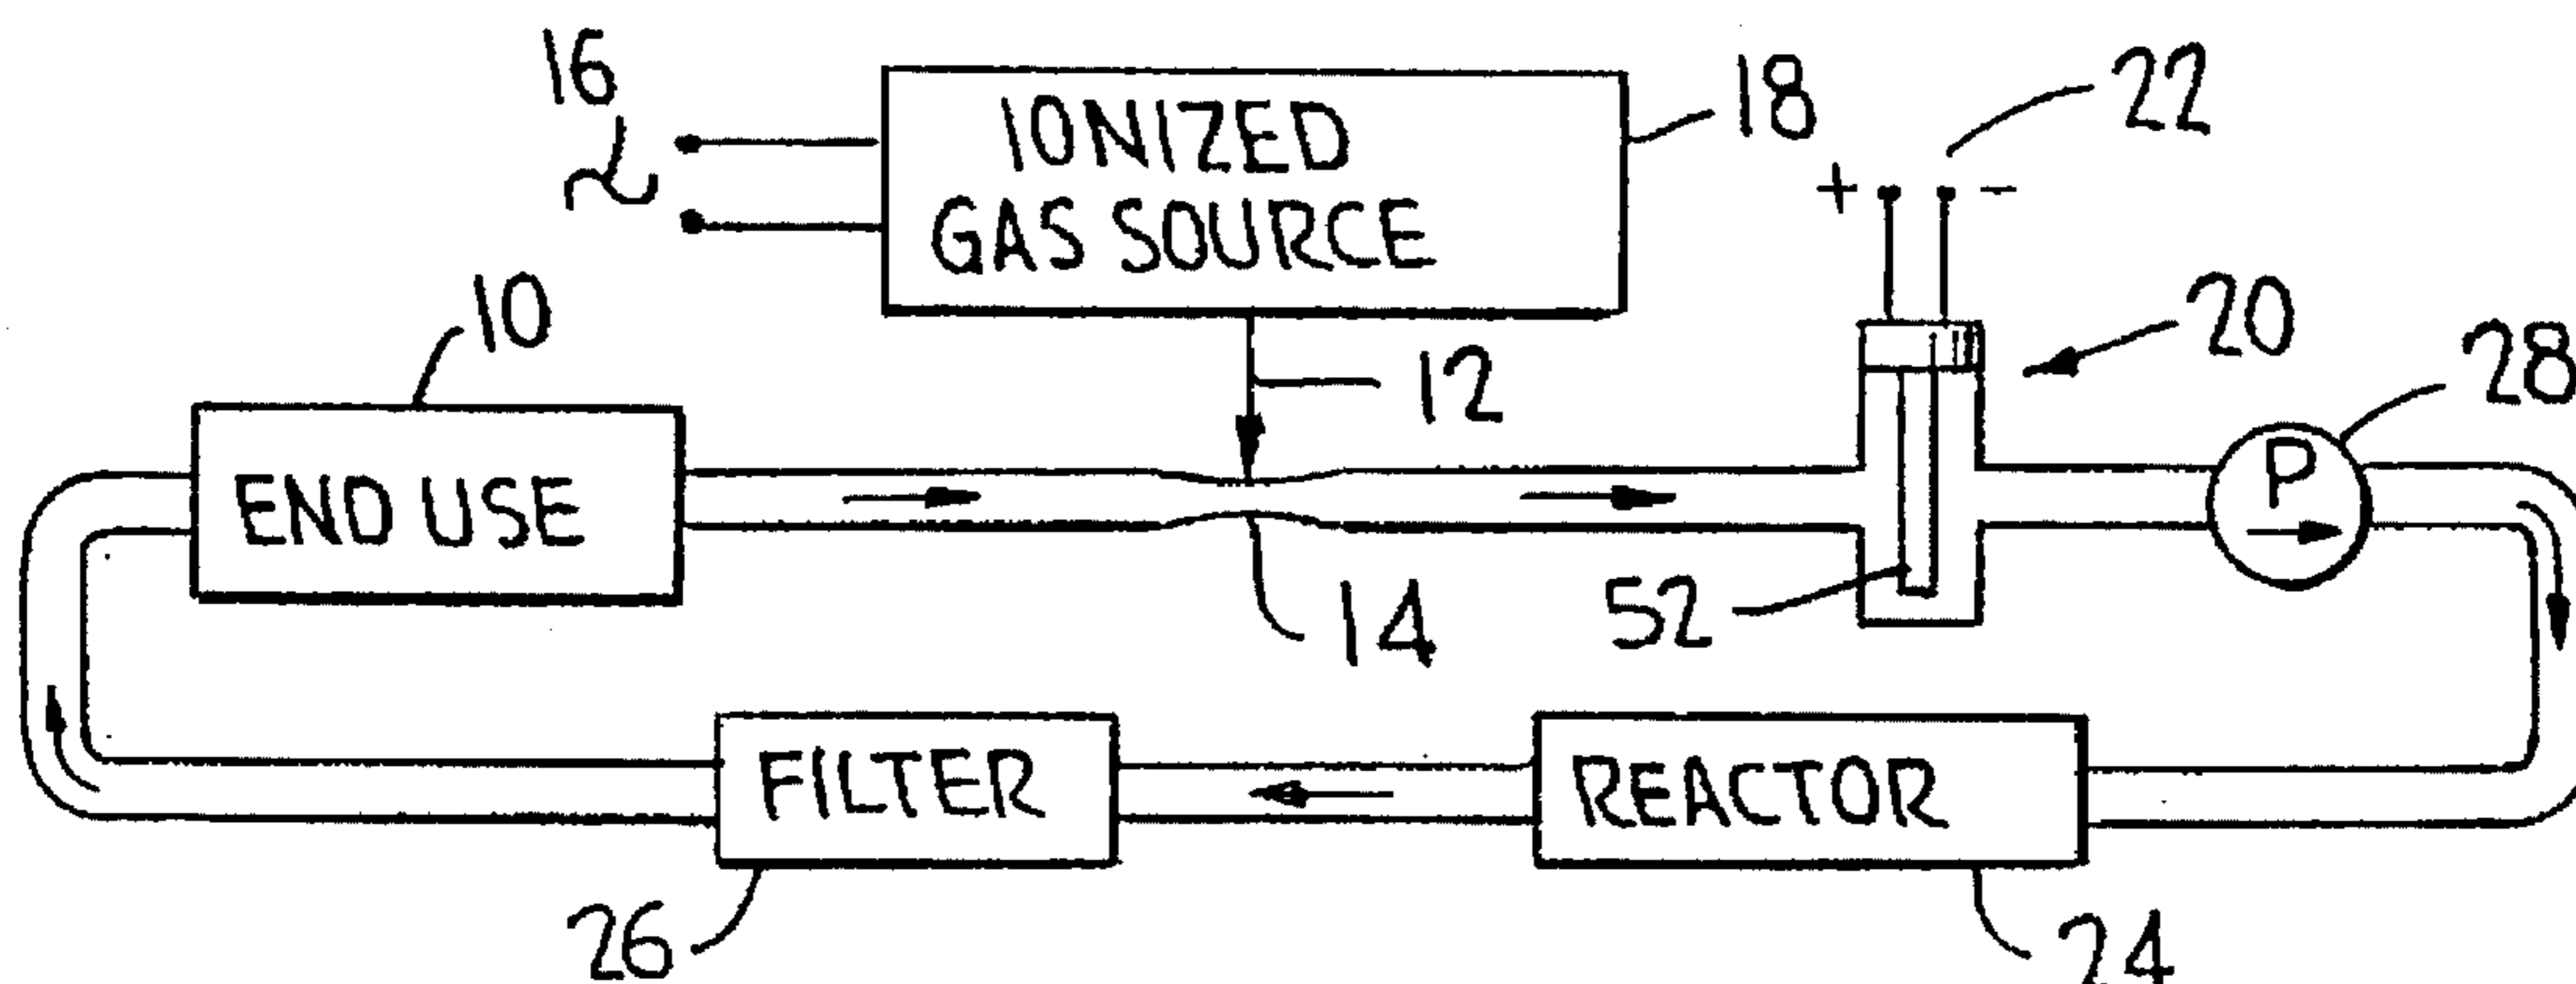 16
IONIZED
GAS SOURCE
18
22
+ -
10
12
20
28
END USE
P
14
52
FILTER
REACTOR
26
24